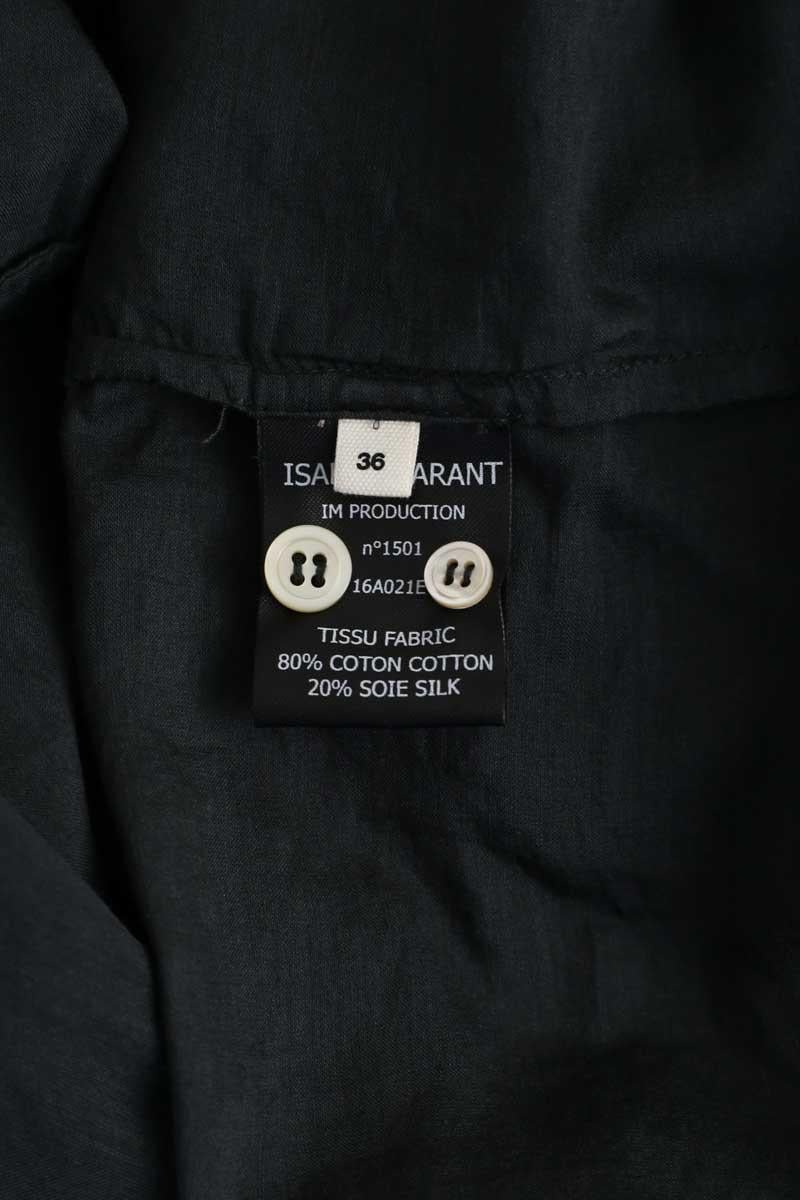 36
ISA ARANT
IM PRODUCTION
n°1501
16A021E
TISSU FABRIC
80% COTON COTTON
20% SOIE SILK